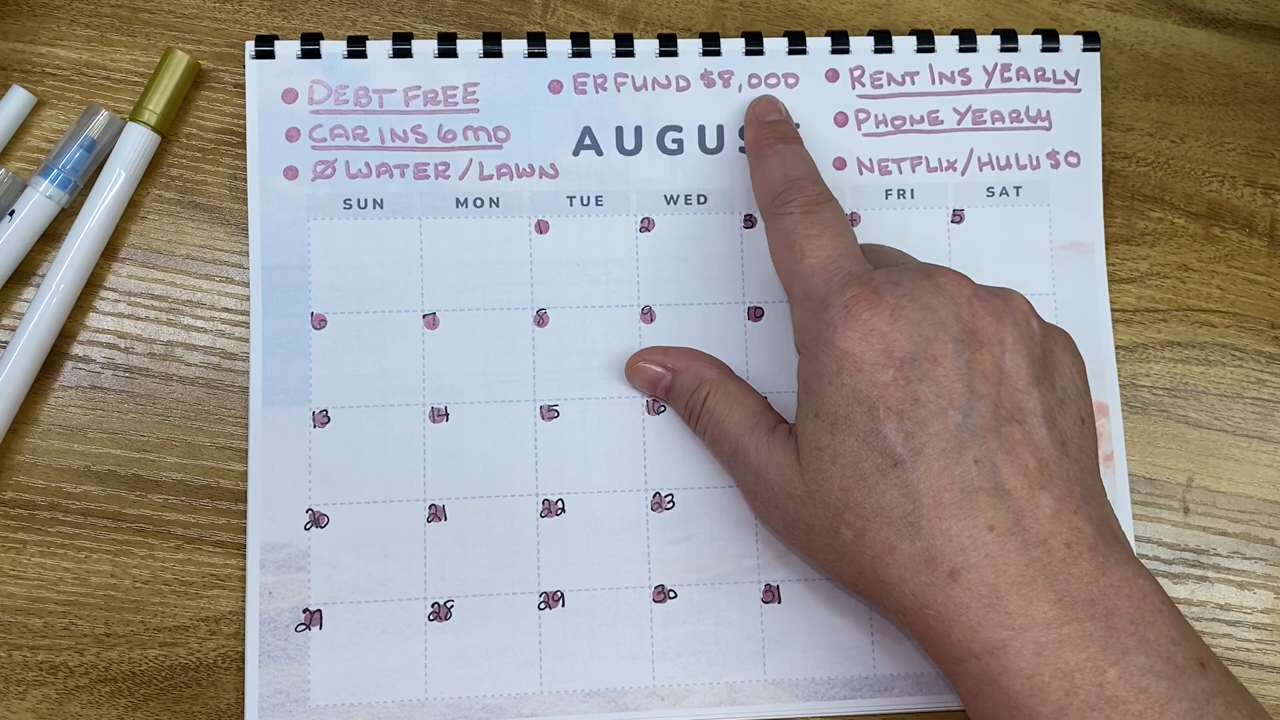 DEBT FREE
CAR INS 6 MO
Ø WATER/LAWN
ER FUND $8,000
RENT INS YEARLY
PHONE YEARLY
NETFLIX/HULU $0
SUN MON TUE WED FRI SAT
1 2 3 5
6 7 8 9 10
13 14 15 16
20 21 22 23
27 28 29 30 31